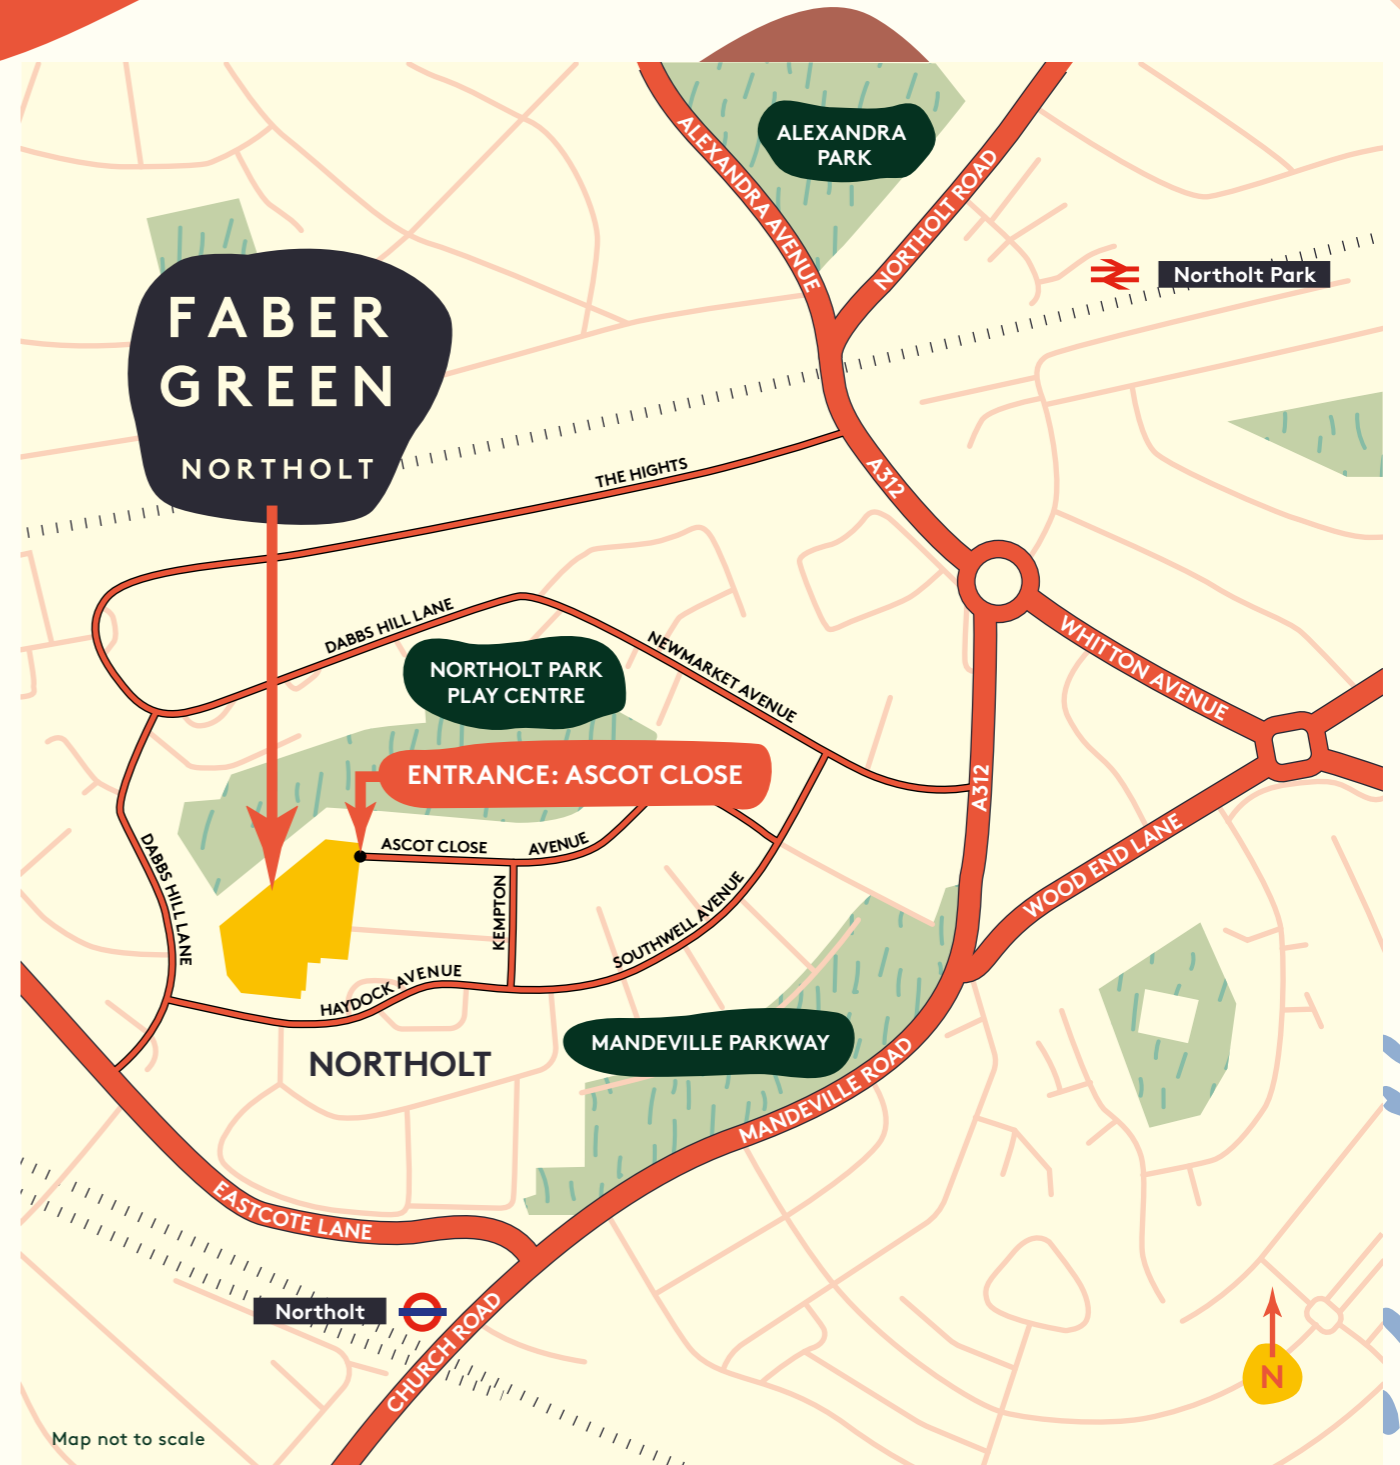 ALEXANDRA
PARK
ALEXANDRA AVENUE
NORTHOLT ROAD
Northolt Park
FABER
GREEN
NORTHOLT
THE HIGHTS
A312
DABBS HILL LANE
NORTHOLT PARK
PLAY CENTRE
NEWMARKET AVENUE
WHITTON AVENUE
ENTRANCE: ASCOT CLOSE
A312
DABBS HILL LANE
ASCOT CLOSE
AVENUE
KEMPTON
SOUTHWELL AVENUE
WOOD END LANE
HAYDOCK AVENUE
NORTHOLT
MANDEVILLE PARKWAY
MANDEVILLE ROAD
EASTCOTE LANE
Northolt
CHURCH ROAD
N
Map not to scale